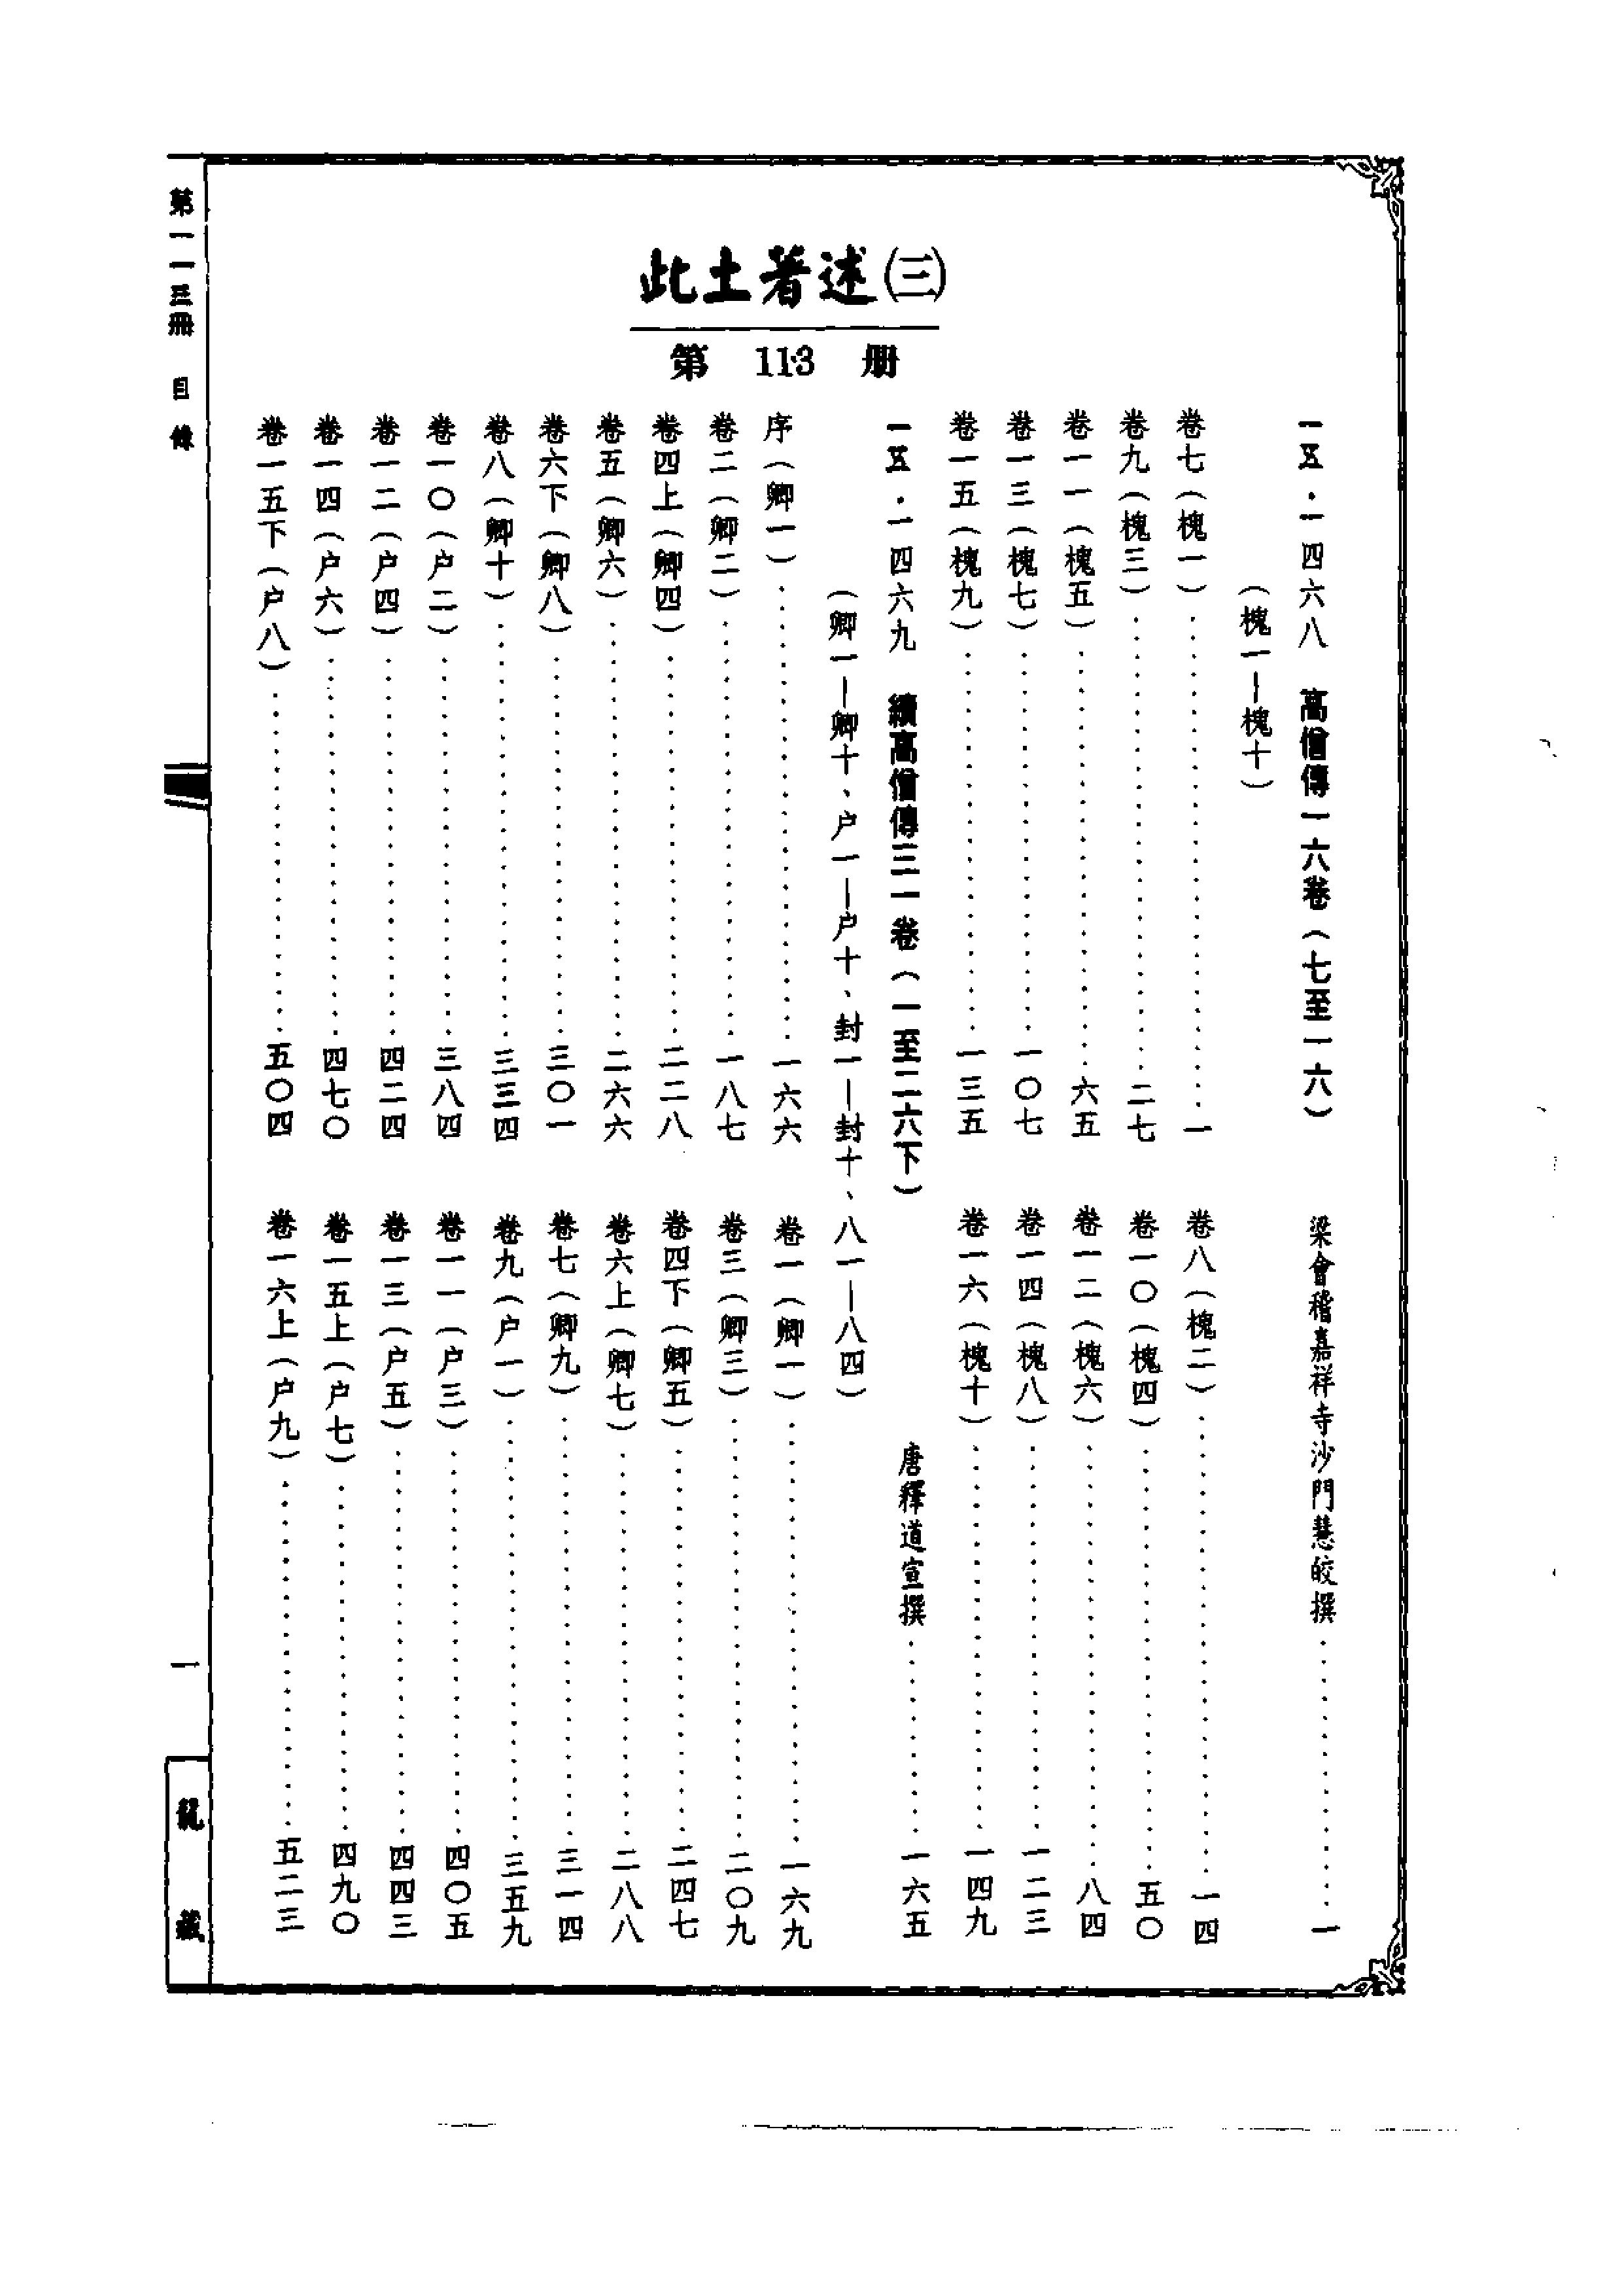 此土著述㈢
第 113 册
一五·一四六八 高僧傳一六卷（七至一六） 梁會稽嘉祥寺沙門慧皎撰……一
（槐一—槐十）
卷七（槐一）……一 卷八（槐二）……一四
卷九（槐三）……二七 卷一〇（槐四）……五〇
卷一一（槐五）……六五 卷一二（槐六）……八四
卷一三（槐七）……一〇七 卷一四（槐八）……一二三
卷一五（槐九）……一三五 卷一六（槐十）……一四九
一五·一四六九 續高僧傳三一卷（一至二六下） 唐釋道宣撰……一六五
（卿一—卿十、户一—户十、封一—封十、八一—八四）
序（卿一）……一六六 卷一（卿一）……一六九
卷二（卿二）……一八七 卷三（卿三）……二〇九
卷四上（卿四）……二二八 卷四下（卿五）……二四七
卷五（卿六）……二六六 卷六上（卿七）……二八八
卷六下（卿八）……三〇一 卷七（卿九）……三一四
卷八（卿十）……三三四 卷九（户一）……三五九
卷一〇（户二）……三八四 卷一一（户三）……四〇五
卷一二（户四）……四二四 卷一三（户五）……四四三
卷一四（户六）……四七〇 卷一五上（户七）……四九〇
卷一五下（户八）……五〇四 卷一六上（户九）……五二三
第一一三冊 目條 一 龍藏